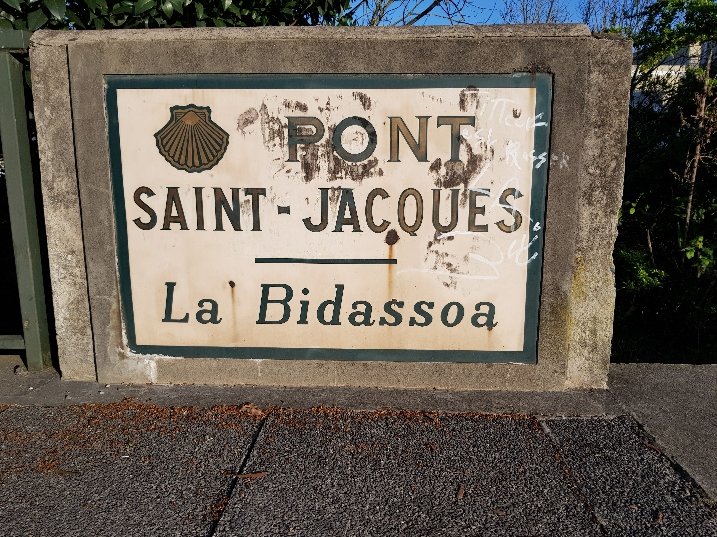 PONT
SAINT-JACQUES
La Bidassoa